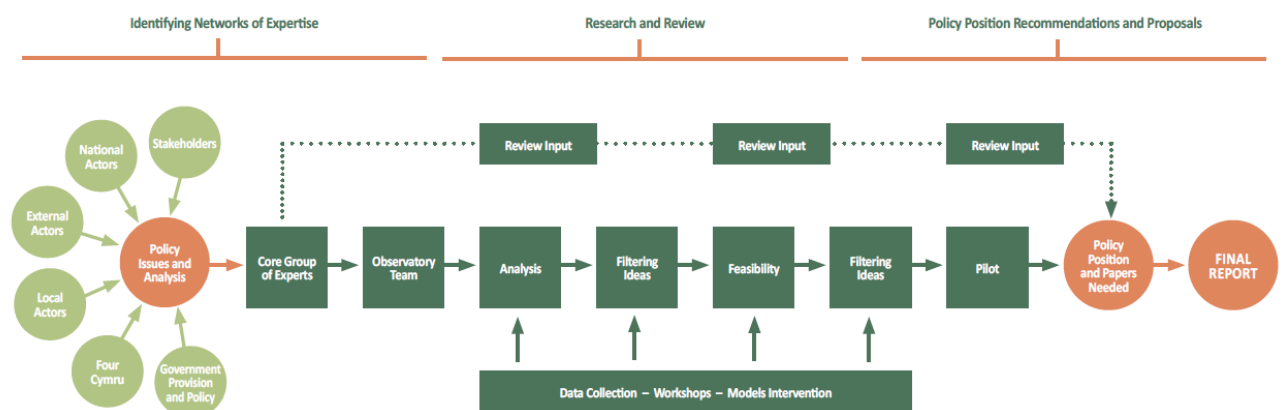 Identifying Networks of Expertise
Research and Review
Policy Position Recommendations and Proposals
Stakeholders
National
Actors
External
Actors
Local
Actors
Four
Cymru
Government
Provision
and Policy
Policy
Issues and
Analysis
Review Input
Review Input
Review Input
Core Group
of Experts
Observatory
Team
Analysis
Filtering
Ideas
Feasibility
Filtering
Ideas
Pilot
Policy
Position
and Papers
Needed
FINAL
REPORT
Data Collection – Workshops – Models Intervention